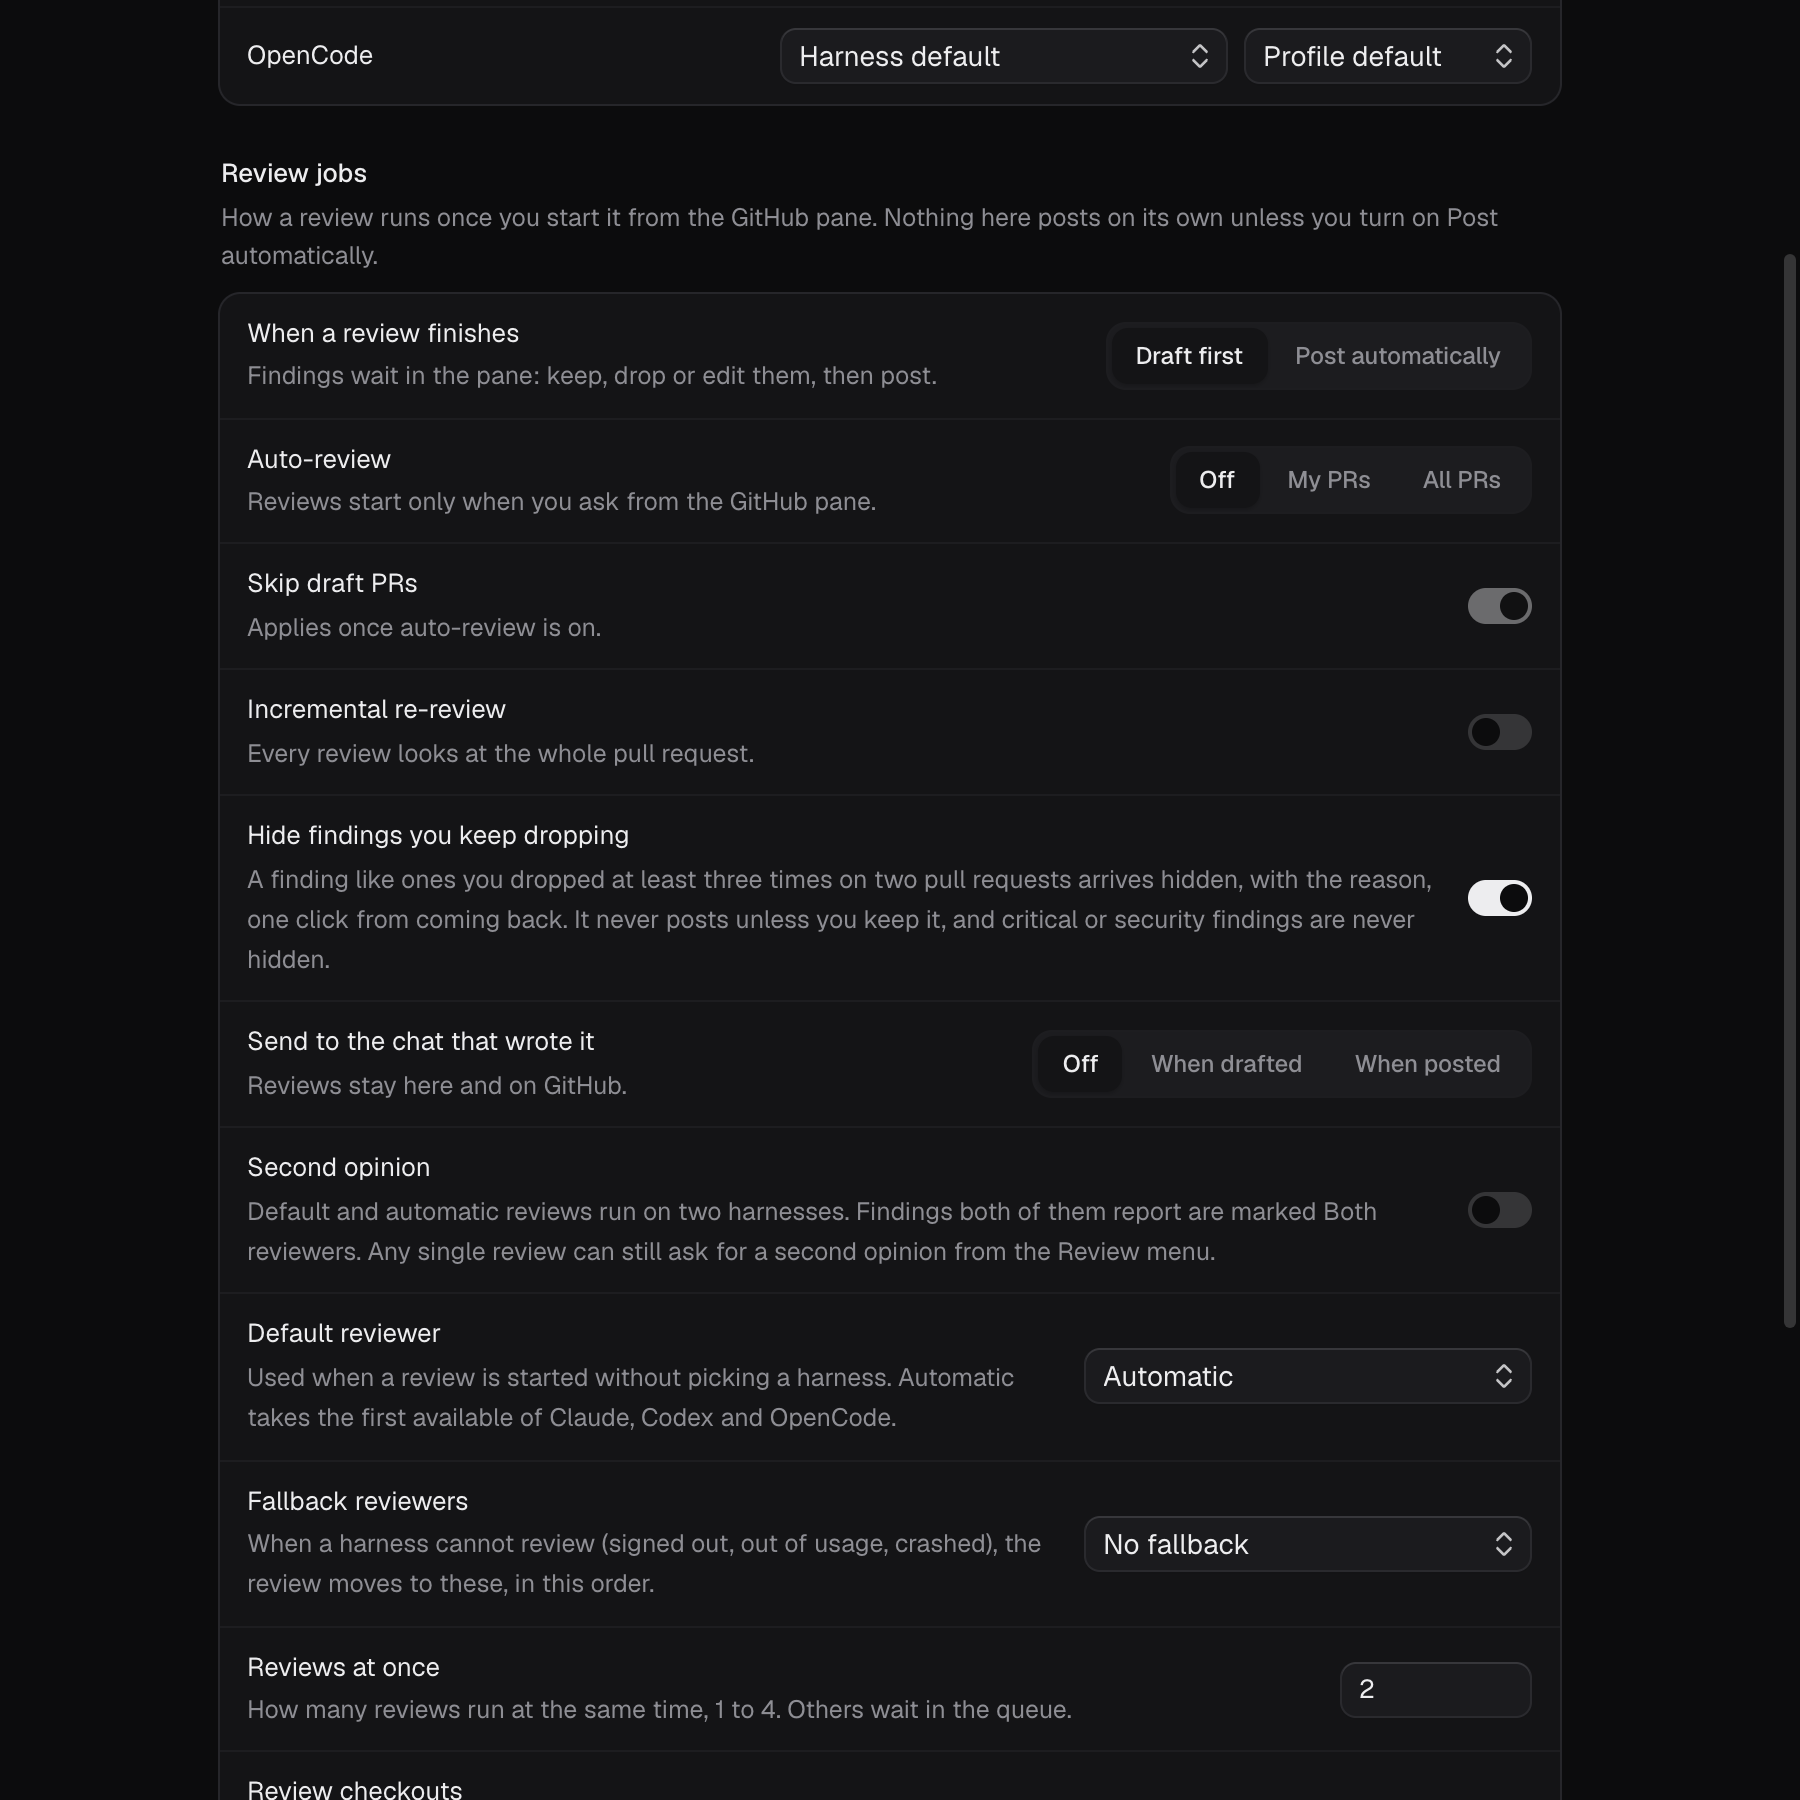 OpenCode
Harness default
Profile default
Review jobs
How a review runs once you start it from the GitHub pane. Nothing here posts on its own unless you turn on Post
automatically.
When a review finishes
Findings wait in the pane: keep, drop or edit them, then post.
Draft first
Post automatically
Auto-review
Reviews start only when you ask from the GitHub pane.
Off
My PRs
All PRs
Skip draft PRs
Applies once auto-review is on.
Incremental re-review
Every review looks at the whole pull request.
Hide findings you keep dropping
A finding like ones you dropped at least three times on two pull requests arrives hidden, with the reason,
one click from coming back. It never posts unless you keep it, and critical or security findings are never
hidden.
Send to the chat that wrote it
Reviews stay here and on GitHub.
Off
When drafted
When posted
Second opinion
Default and automatic reviews run on two harnesses. Findings both of them report are marked Both
reviewers. Any single review can still ask for a second opinion from the Review menu.
Default reviewer
Used when a review is started without picking a harness. Automatic
takes the first available of Claude, Codex and OpenCode.
Automatic
Fallback reviewers
When a harness cannot review (signed out, out of usage, crashed), the
review moves to these, in this order.
No fallback
Reviews at once
How many reviews run at the same time, 1 to 4. Others wait in the queue.
2
Review checkouts